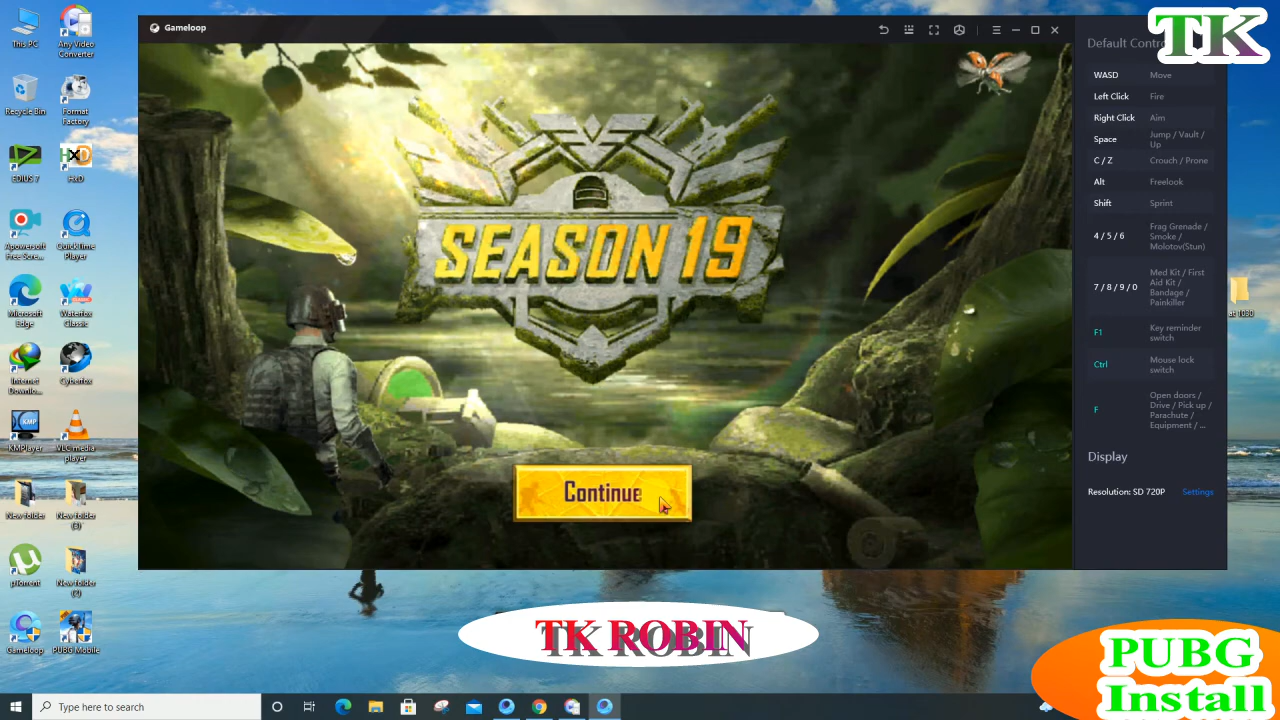 This PC
Any Video
Converter
Recycle Bin
Format
Factory
EDIUS 7
HxD
HxD
Apowersoft
Free Scre...
QuickTime
Player
Microsoft
Edge
Waterfox
Classic
Internet
Downlo...
Cyberfox
KMP
KMPlayer
VLC media
player
New folder
New folder
(3)
µTorrent
New folder
(2)
Gameloop
PUBG Mobile
Gameloop
SEASON 19
Continue
TK
Default Contr
WASD Move
Left Click Fire
Right Click Aim
Space Jump / Vault /
Up
C / Z Crouch / Prone
Alt Freelook
Shift Sprint
4 / 5 / 6 Frag Grenade /
Smoke /
Molotov(Stun)
7 / 8 / 9 / 0 Med Kit / First
Aid Kit /
Bandage /
Painkiller
F1 Key reminder
switch
Ctrl Mouse lock
switch
F Open doors /
Drive / Pick up /
Parachute /
Equipment / ...
Display
Resolution: SD 720P Settings
at 1030
TK ROBIN
PUBG
Install
Type here to search